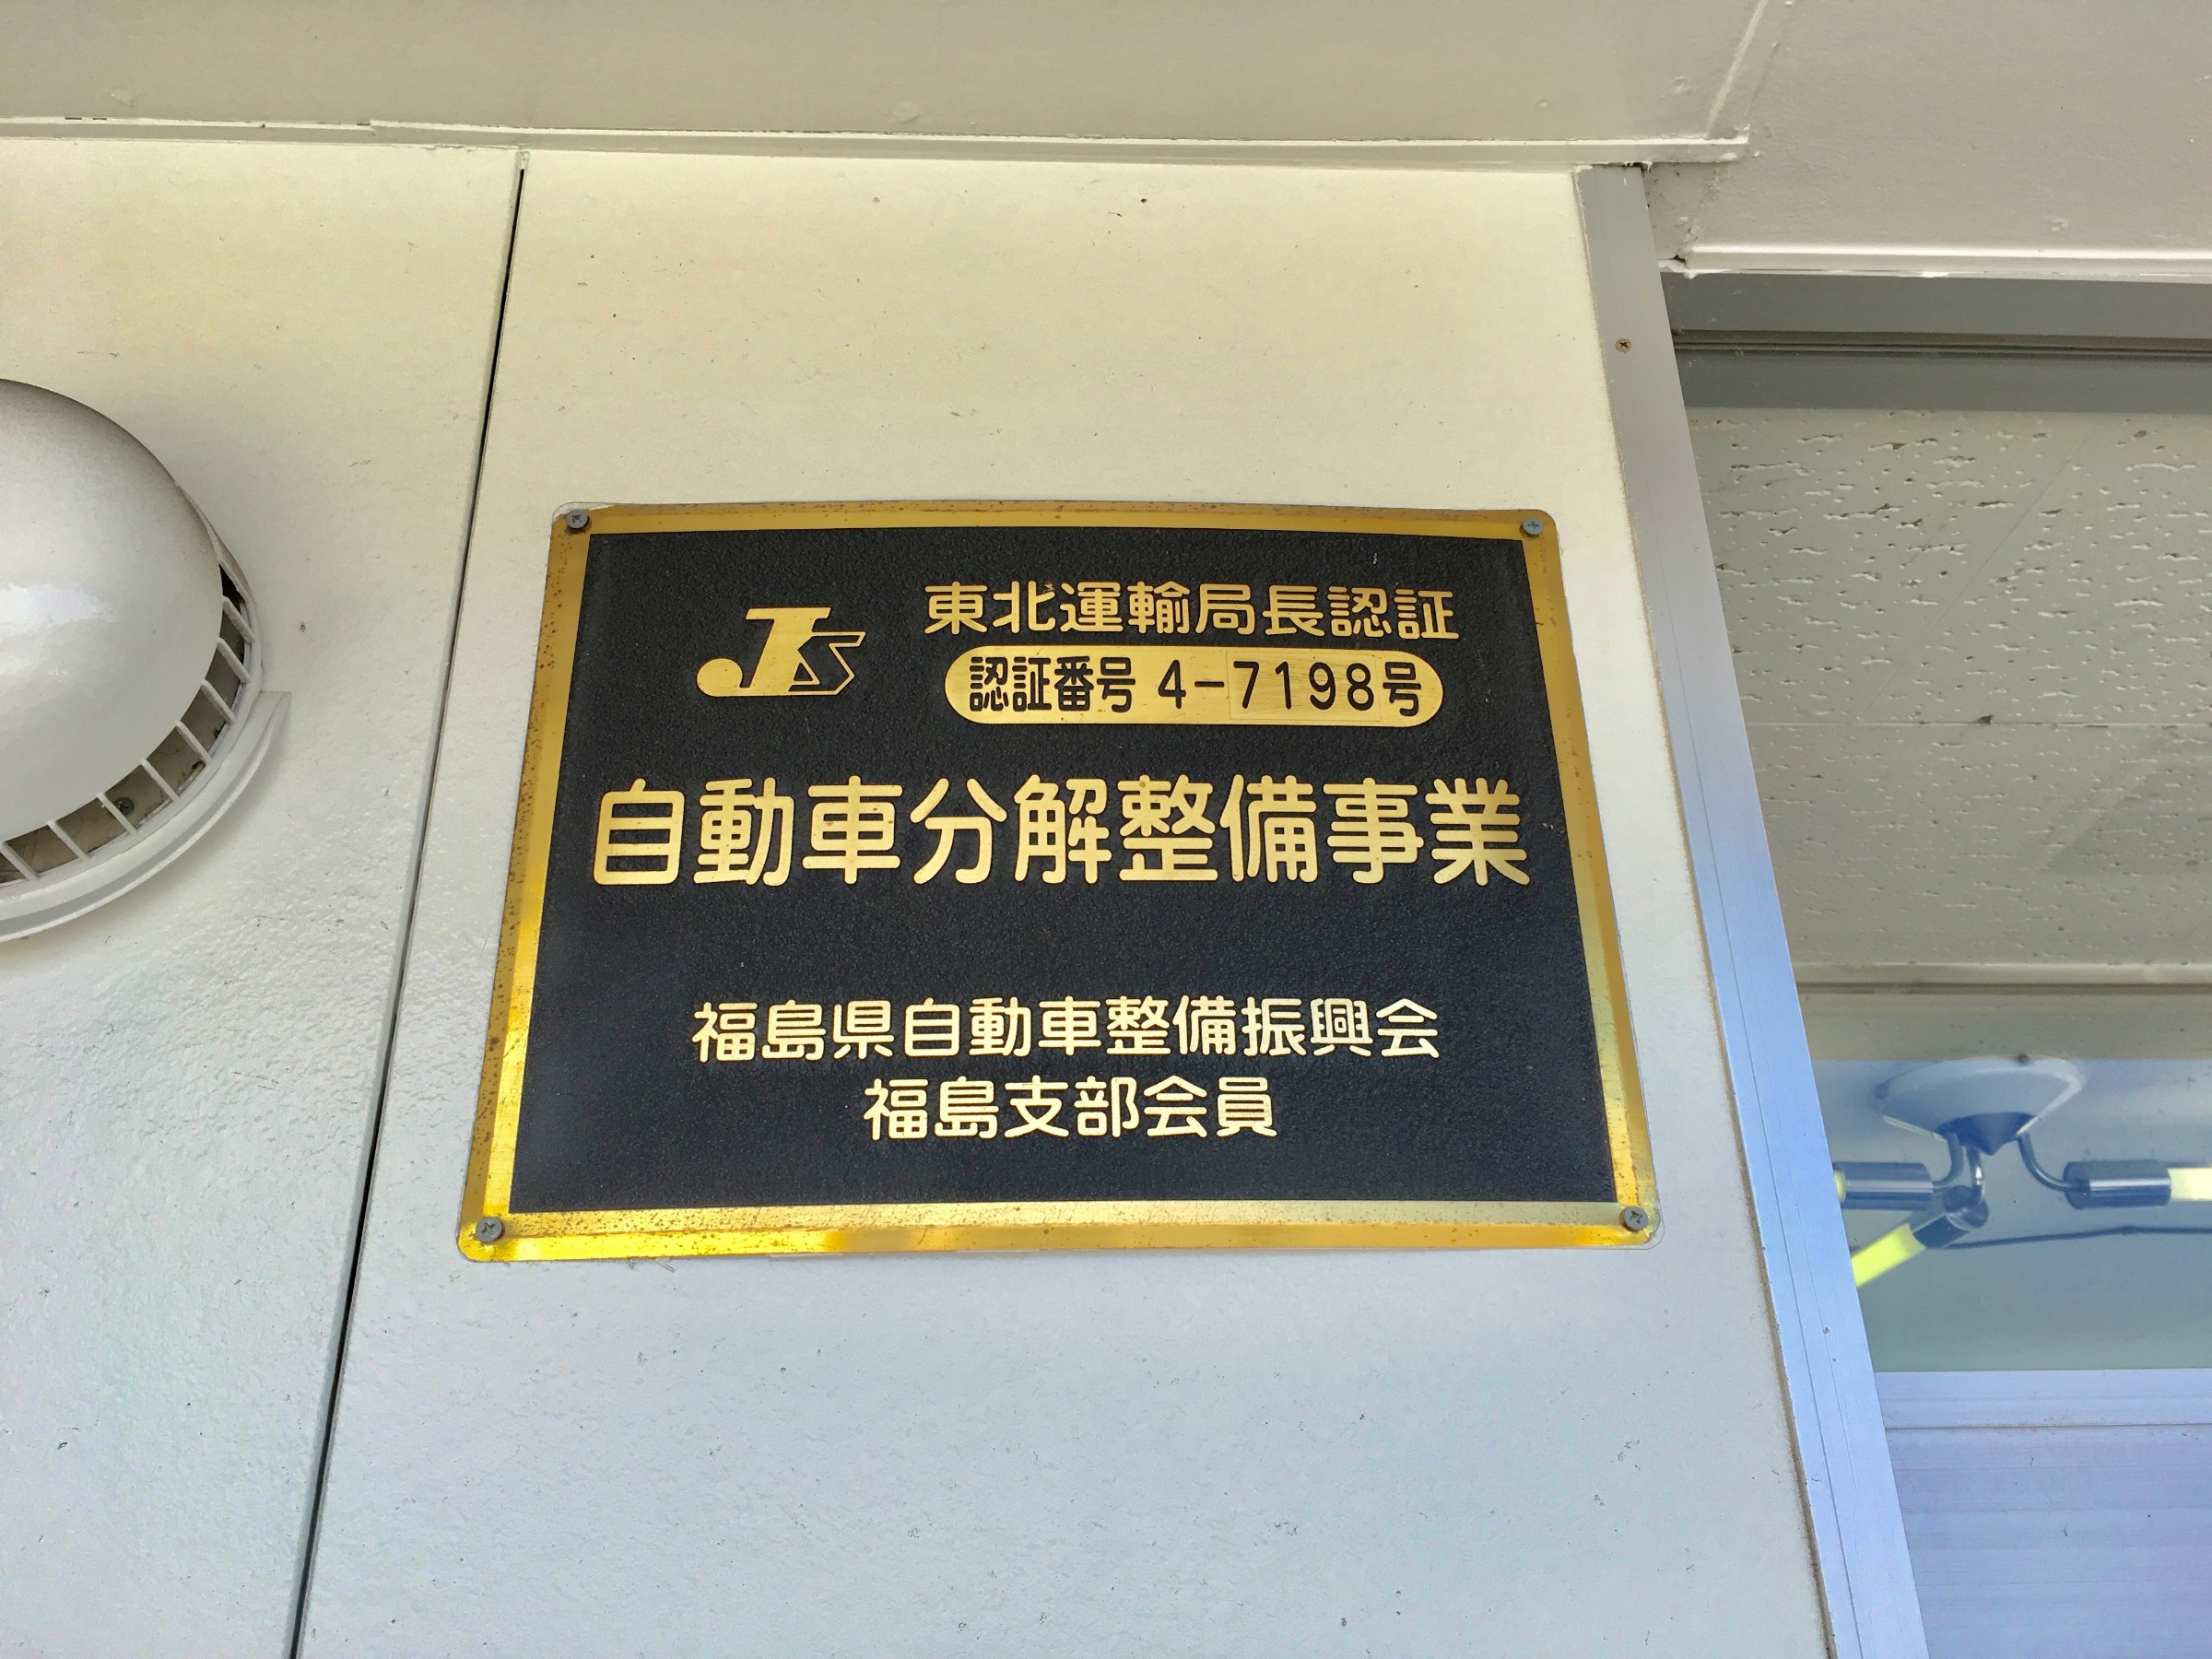 JS
東北運輸局長認証
認証番号 4-7198号
自動車分解整備事業
福島県自動車整備振興会
福島支部会員